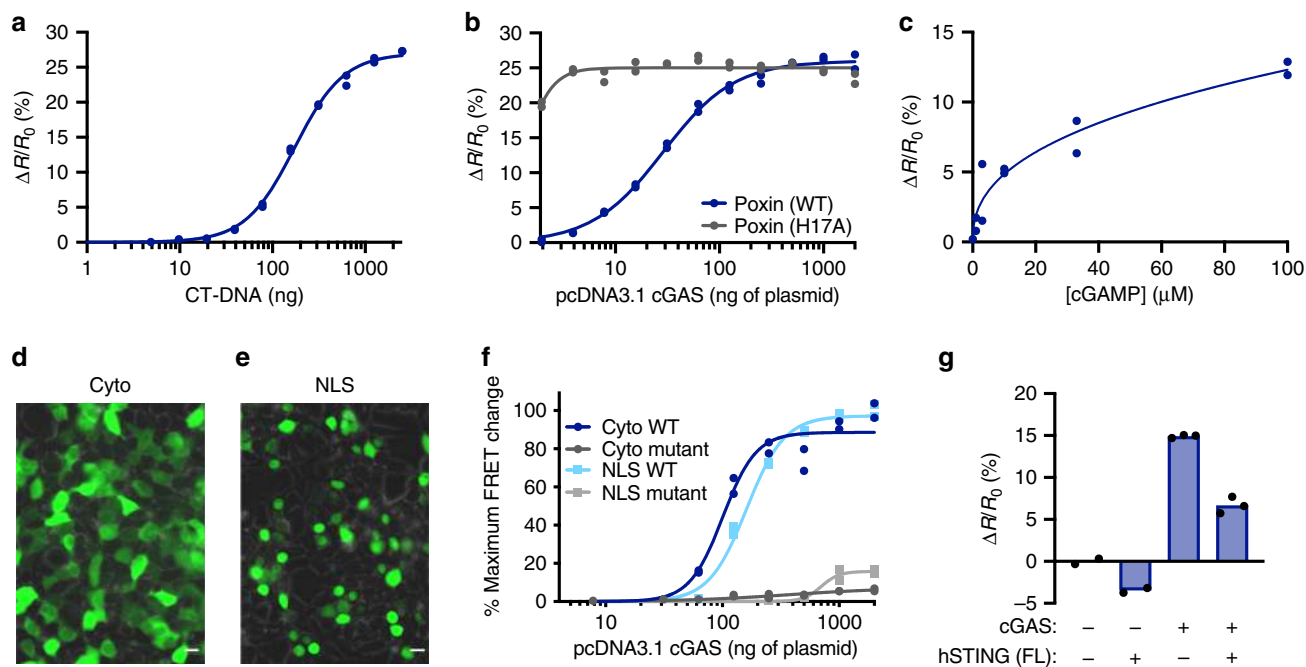 a
ΔR/R0 (%)
30
25
20
15
10
5
0
1
10
100
1000
CT-DNA (ng)
b
ΔR/R0 (%)
30
25
20
15
10
5
0
10
100
1000
Poxin (WT)
Poxin (H17A)
pcDNA3.1 cGAS (ng of plasmid)
c
ΔR/R0 (%)
15
10
5
0
0
20
40
60
80
100
[cGAMP] (μM)
d
Cyto
e
NLS
f
% Maximum FRET change
100
80
60
40
20
0
Cyto WT
Cyto mutant
NLS WT
NLS mutant
10
100
1000
pcDNA3.1 cGAS (ng of plasmid)
g
ΔR/R0 (%)
20
15
10
5
0
–5
cGAS: – – + +
hSTING (FL): – + – +